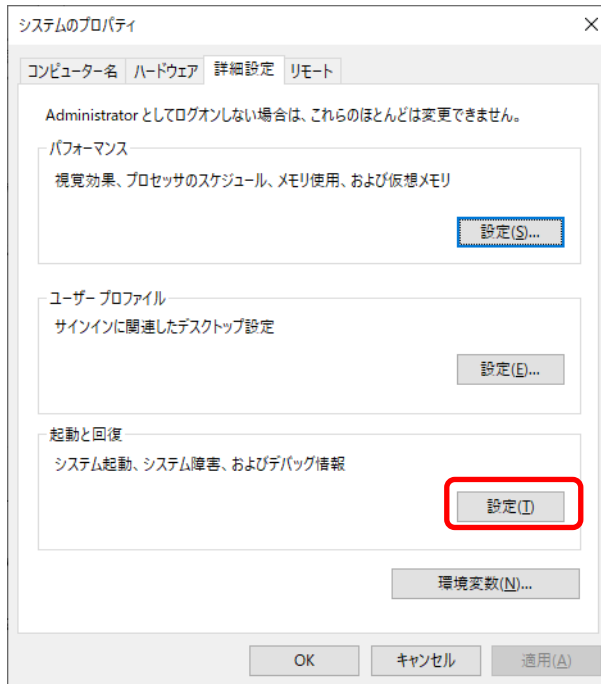 システムのプロパティ
コンピューター名 ハードウェア 詳細設定 リモート
Administrator としてログオンしない場合は、これらのほとんどは変更できません。
パフォーマンス
視覚効果、プロセッサのスケジュール、メモリ使用、および仮想メモリ
設定(S)...
ユーザー プロファイル
サインインに関連したデスクトップ設定
設定(E)...
起動と回復
システム起動、システム障害、およびデバッグ情報
設定(T)
環境変数(N)...
OK キャンセル 適用(A)